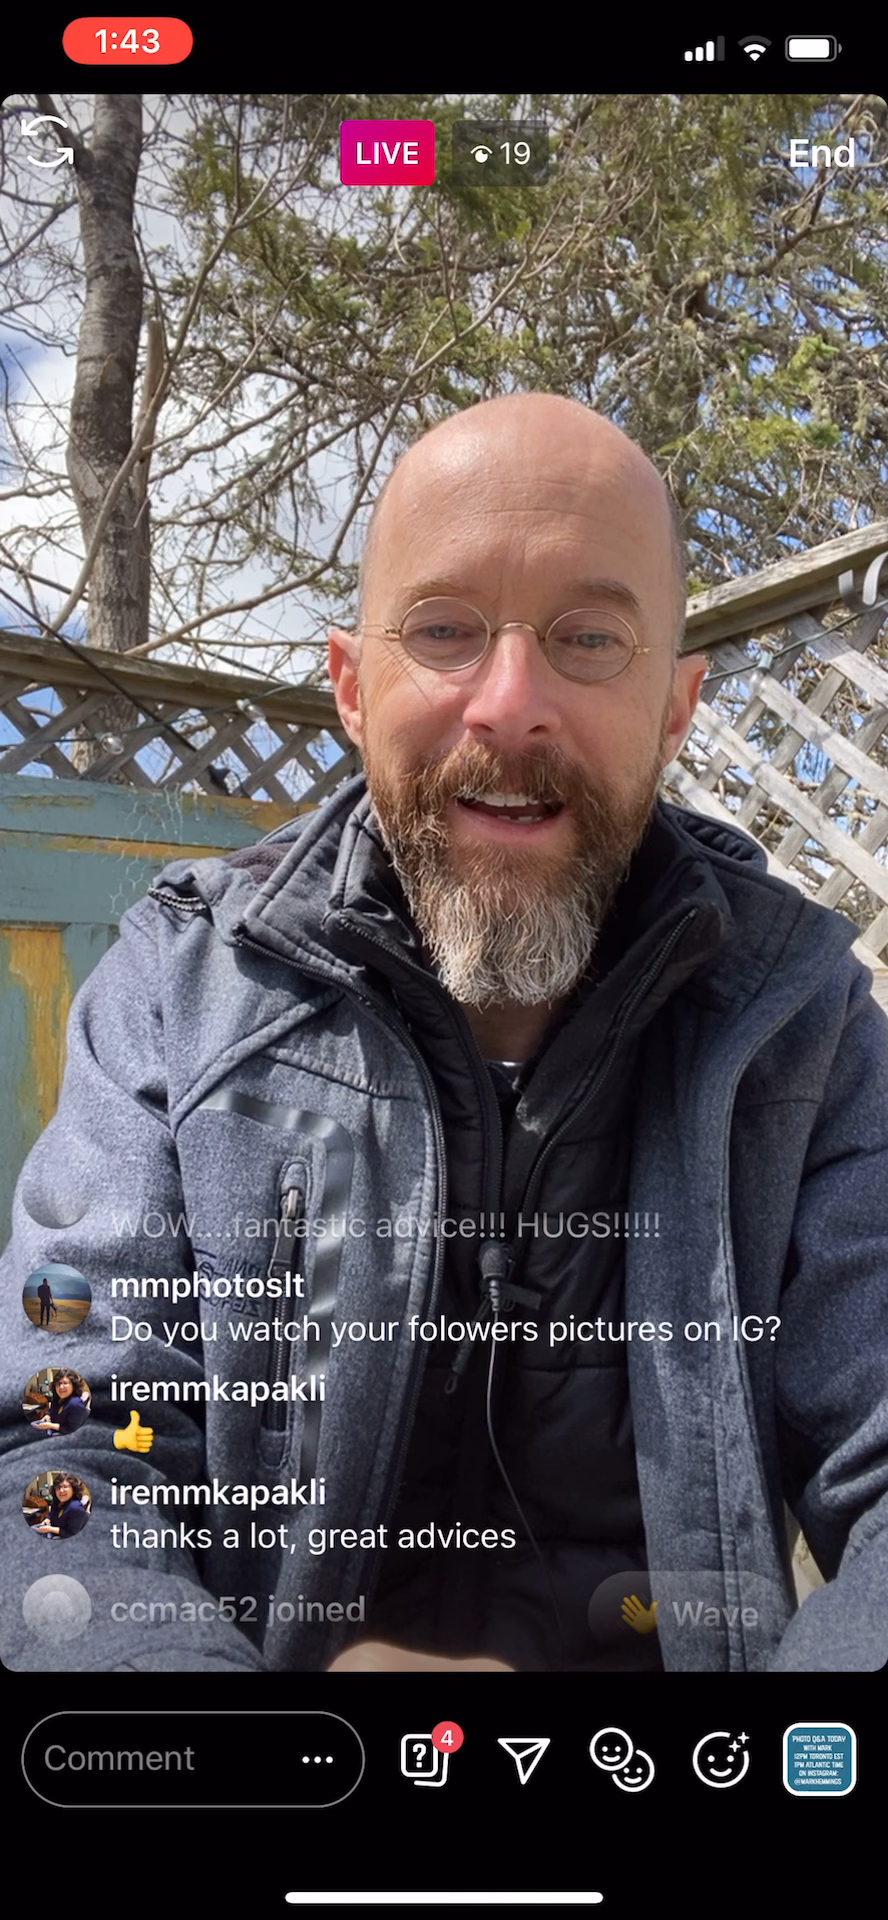 1:43
LIVE
19
End
WOW....fantastic advice!!! HUGS!!!!!
mmphotoslt
Do you watch your folowers pictures on IG?
iremmkapakli
👍
iremmkapakli
thanks a lot, great advices
ccmac52 joined
👋 Wave
Comment
4
PHOTO Q&A TODAY
WITH MARK
12PM TORONTO EST
1PM ATLANTIC TIME
ON INSTAGRAM:
@MARKHEMMINGS